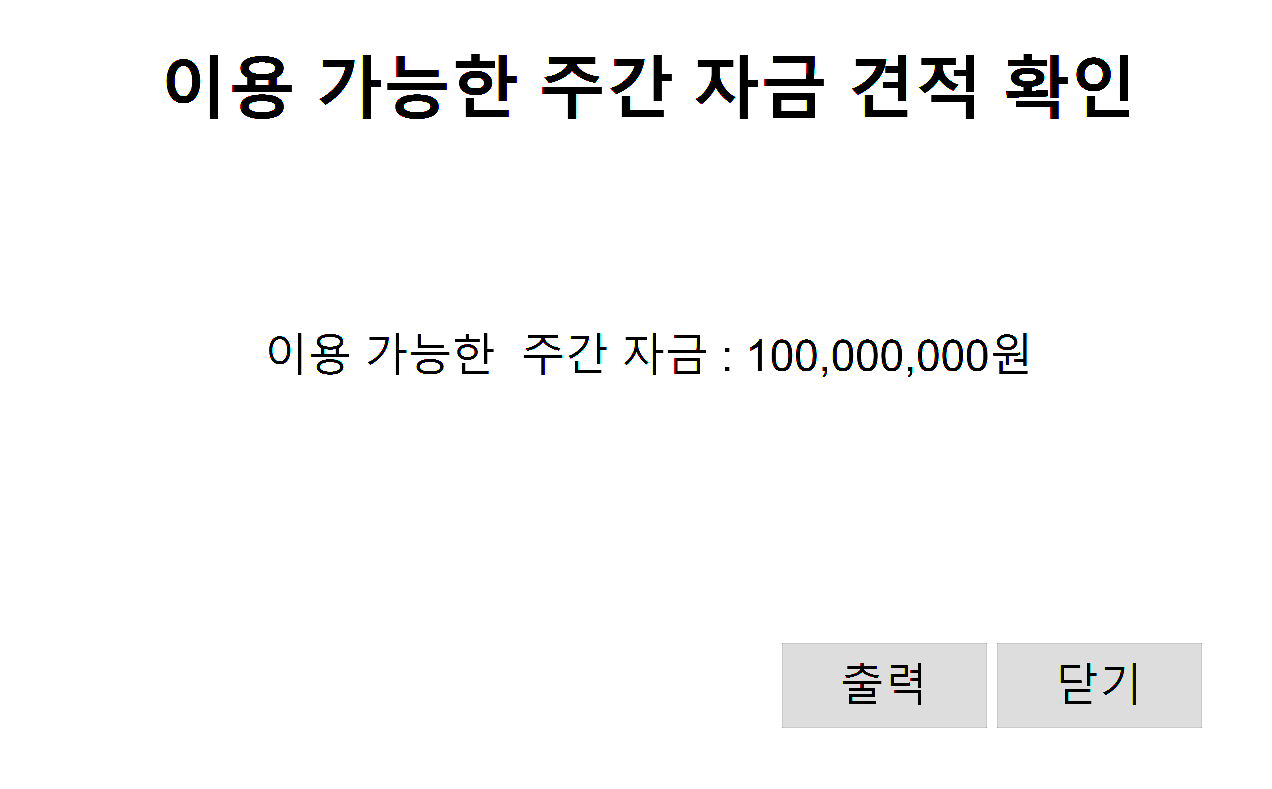 이용 가능한 주간 자금 견적 확인
이용 가능한  주간 자금 : 100,000,000원
출력
닫기